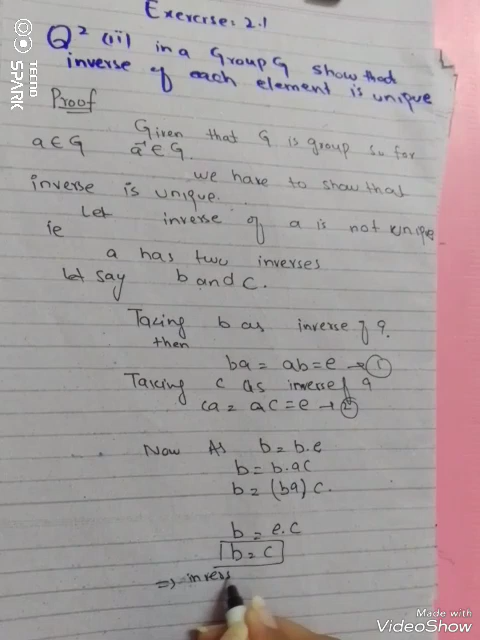 Exercise: 2.1
Q2 (ii) in a Group G show that
inverse of each element is unique
Proof
Given that G is group so for
a ∈ G a⁻¹ ∈ G.
we have to show that
inverse is unique.
Let inverse of a is not unique
ie
a has two inverses
Let say b and c.
Taking b as inverse of a.
then
ba = ab = e → ①
Taking c as inverse of a
ca = ac = e → ②
Now As b = b.e
b = b.ac
b = (ba) c.
b = e.c
b = c
⇒ invers
TECNO
SPARK
Made with
VideoShow